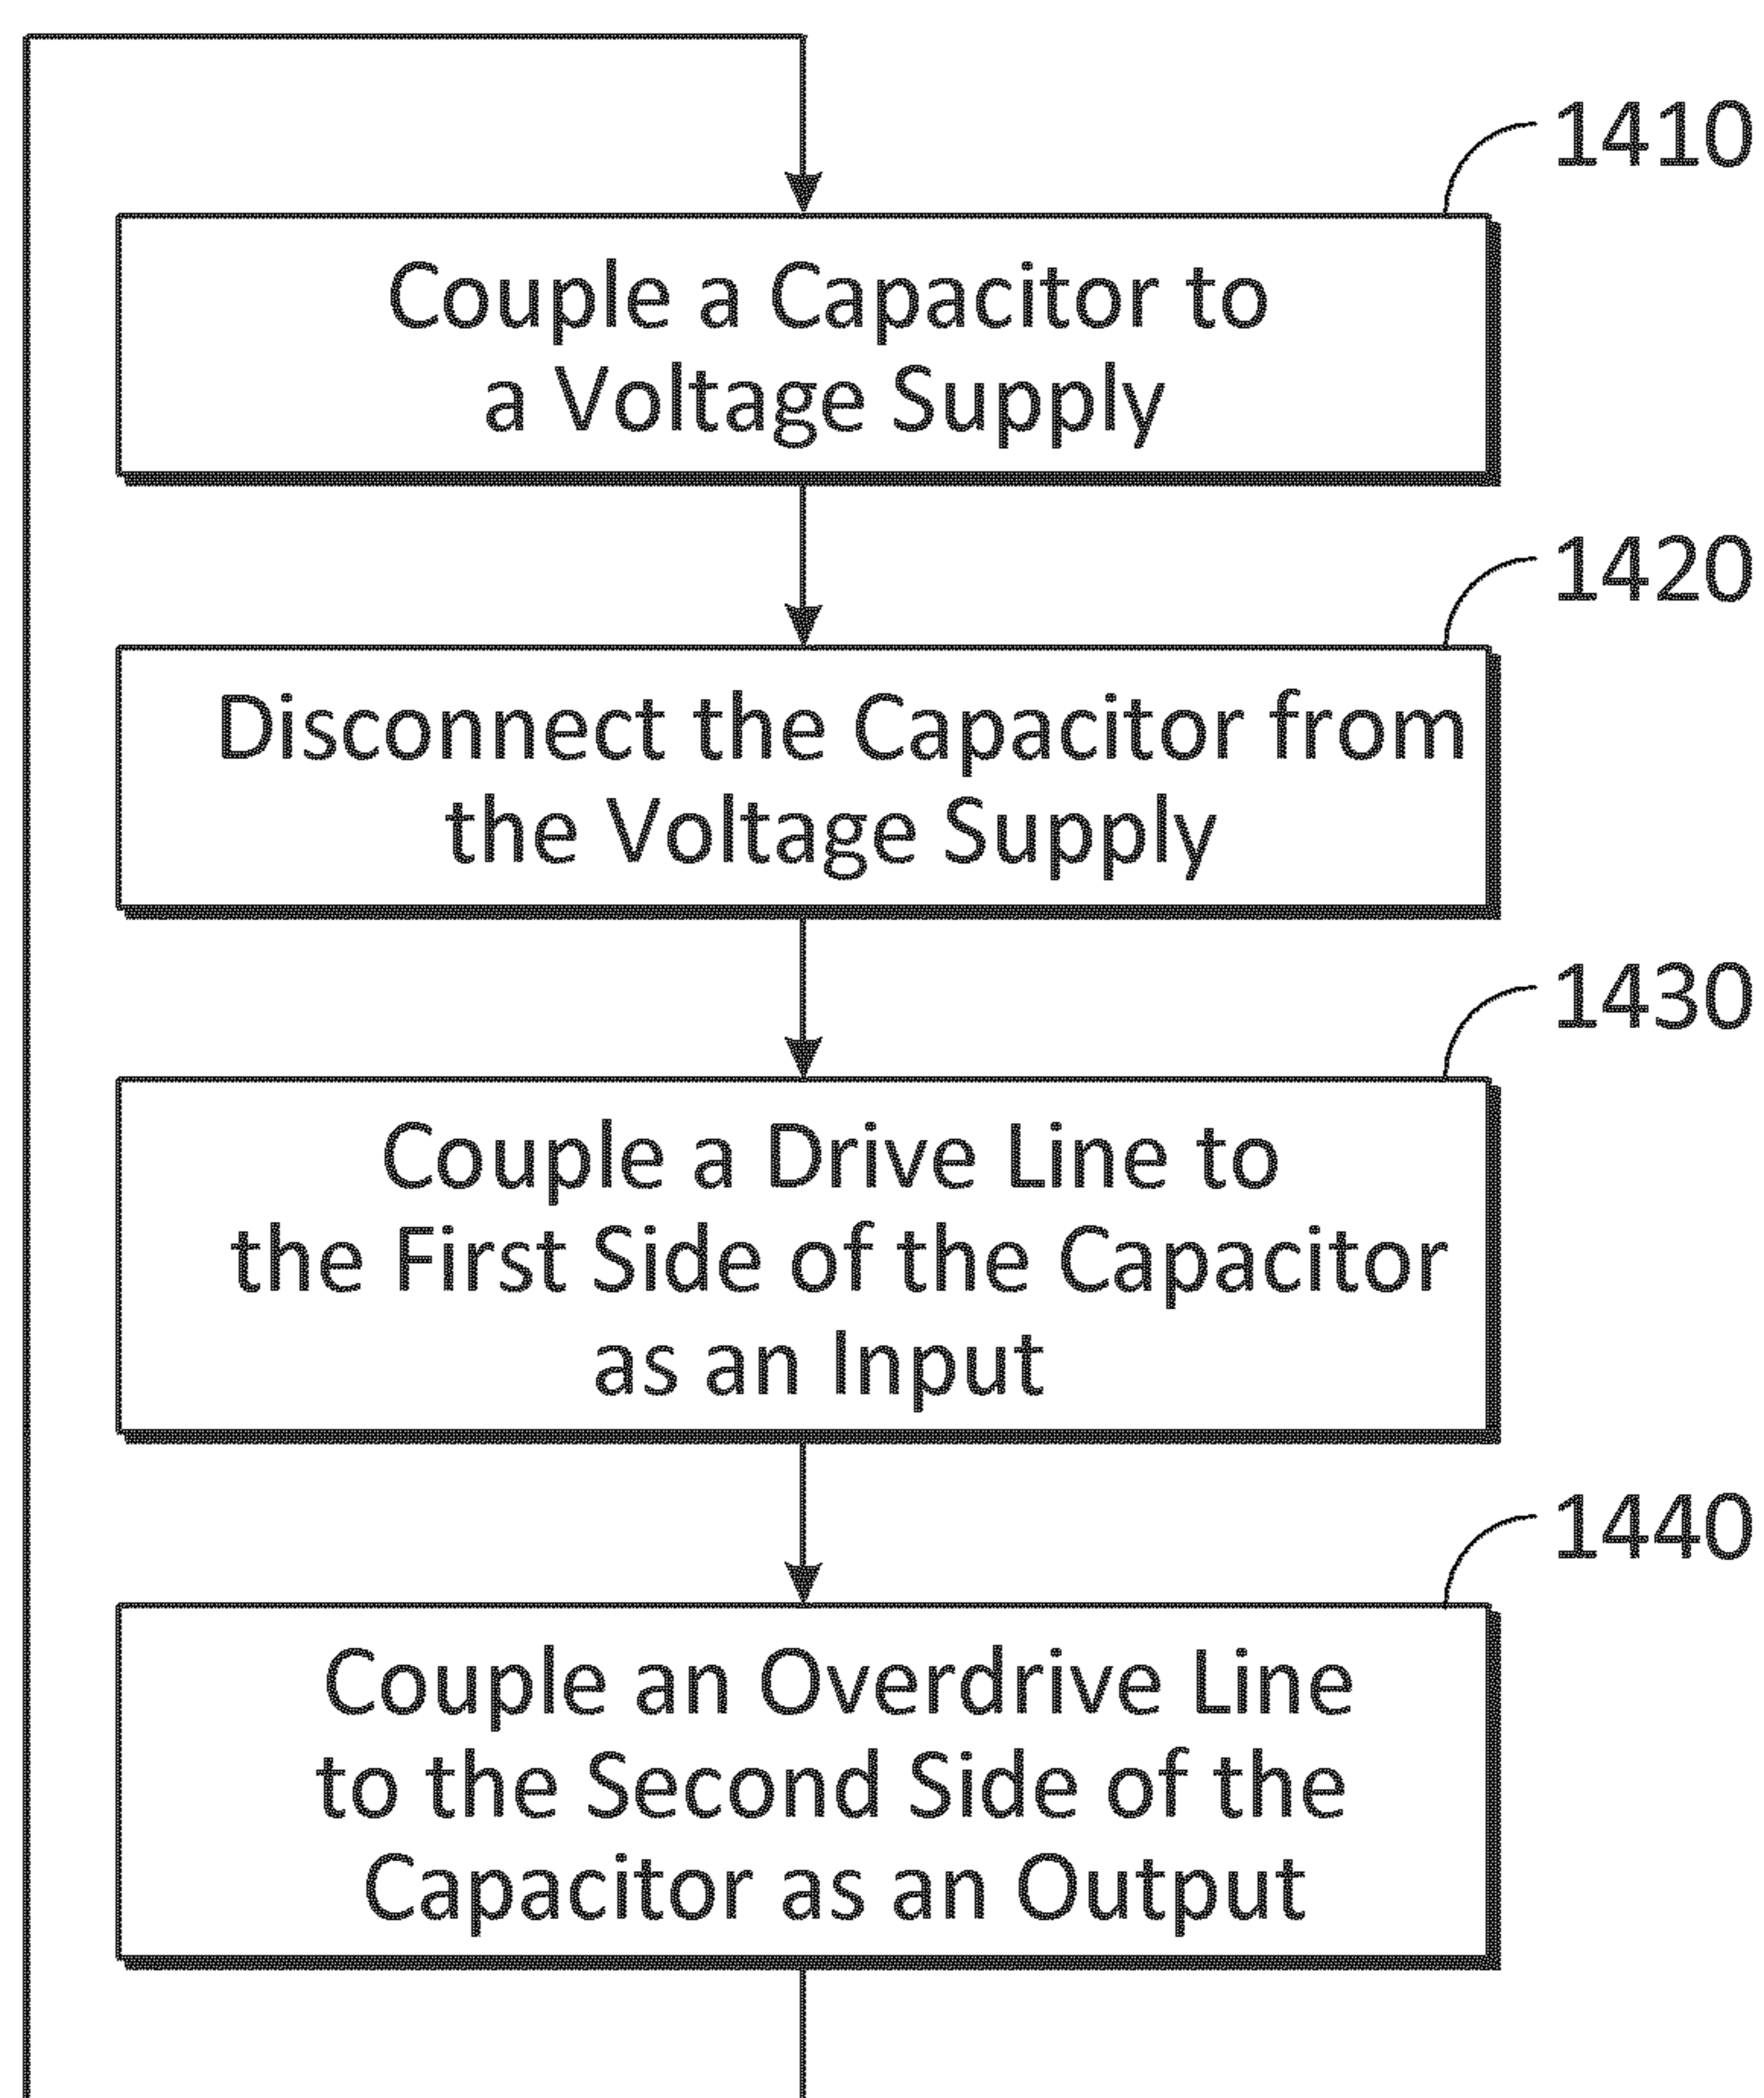 1410
Couple a Capacitor to
a Voltage Supply
1420
Disconnect the Capacitor from
the Voltage Supply
1430
Couple a Drive Line to
the First Side of the Capacitor
as an Input
1440
Couple an Overdrive Line
to the Second Side of the
Capacitor as an Output